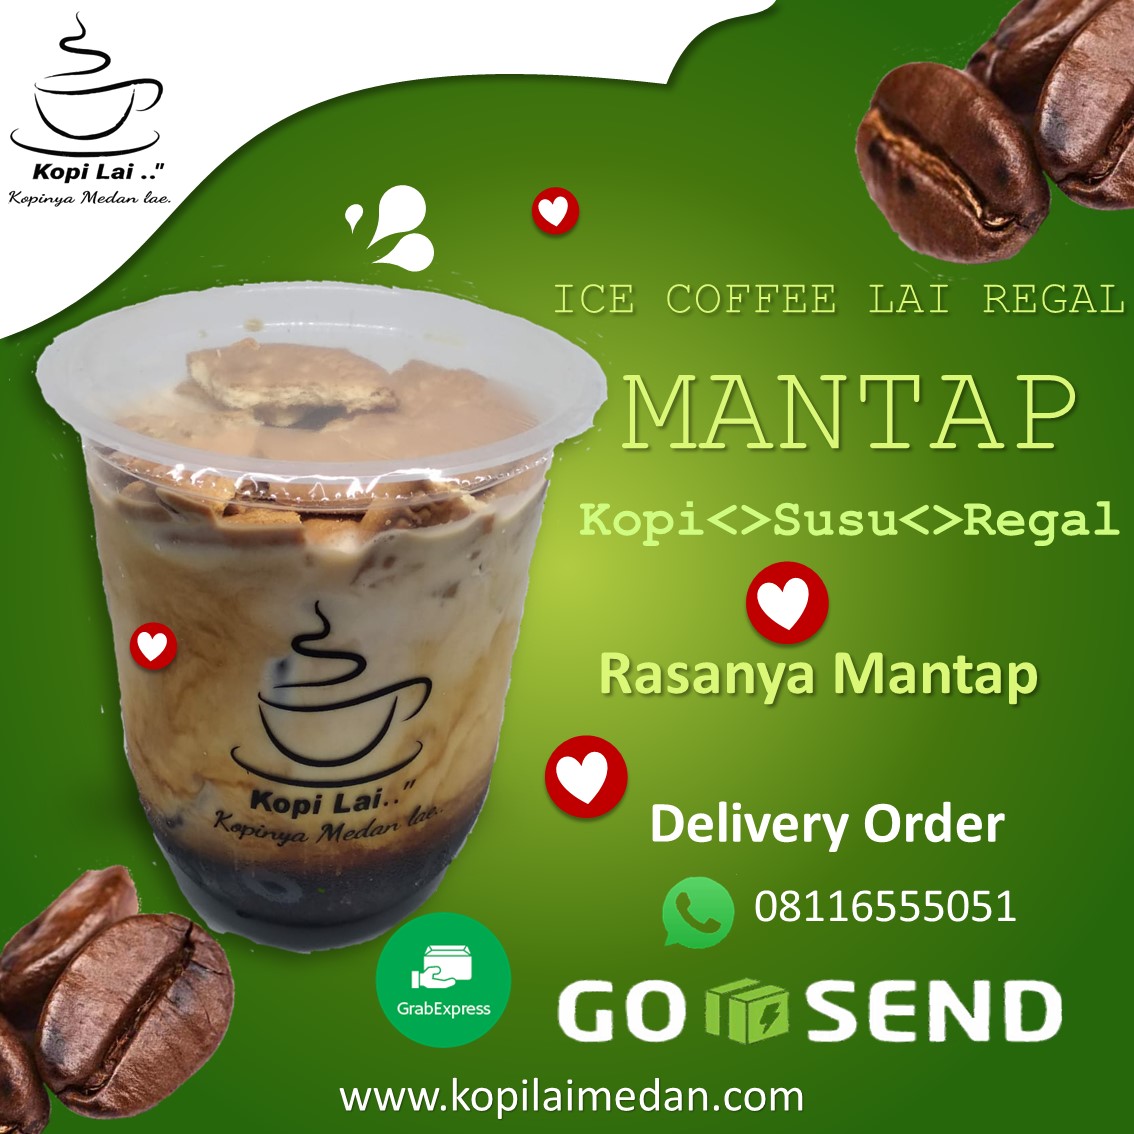 Kopi Lai .."
Kopinya Medan lae.
ICE COFFEE LAI REGAL
MANTAP
Kopi<>Susu<>Regal
Rasanya Mantap
Kopi Lai.."
Kopinya Medan lae..
Delivery Order
08116555051
GrabExpress
GO SEND
www.kopilaimedan.com